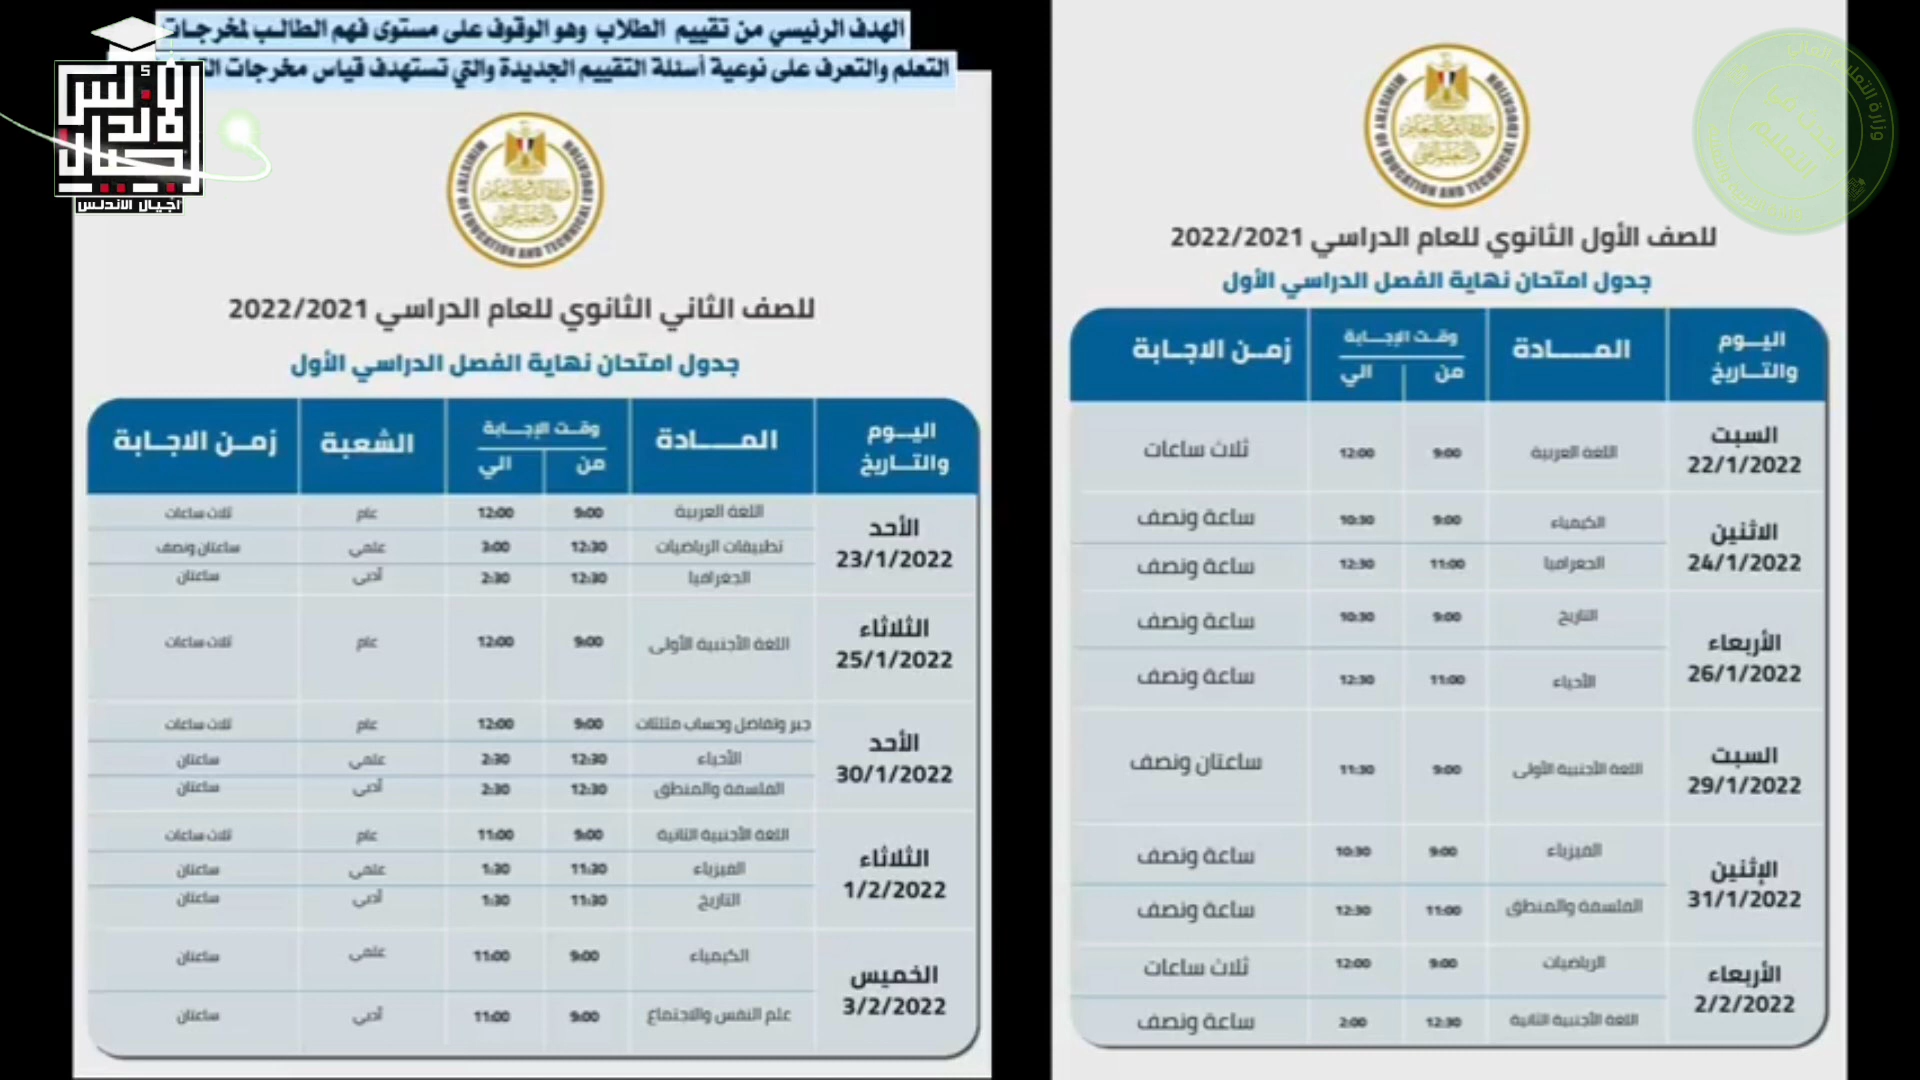 الهدف الرئيسي من تقييم الطلاب وهو الوقوف على مستوى فهم الطالب لمخرجات
التعلم والتعرف على نوعية أسئلة التقييم الجديدة والتي تستهدف قياس مخرجات
أجيال الأندلس
MINISTRY OF EDUCATION AND TECHNICAL EDUCATION
للصف الثاني الثانوي للعام الدراسي 2022/2021
جدول امتحان نهاية الفصل الدراسي الأول
اليوم والتاريخ المادة وقت الإجابة من الي الشعبة زمن الاجابة
الأحد 23/1/2022
اللغة العربية 9:00 12:00 عام ثلاث ساعات
تطبيقات الرياضيات 12:30 3:00 علمي ساعتان ونصف
الجغرافيا 12:30 2:30 أدبي ساعتان
الثلاثاء 25/1/2022
اللغة الأجنبية الأولى 9:00 12:00 عام ثلاث ساعات
الأحد 30/1/2022
جبر وتفاضل وحساب مثلثات 9:00 12:00 عام ثلاث ساعات
الأحياء 12:30 2:30 علمي ساعتان
الفلسفة والمنطق 12:30 2:30 أدبي ساعتان
الثلاثاء 1/2/2022
اللغة الأجنبية الثانية 9:00 11:00 عام ثلاث ساعات
الفيزياء 11:30 1:30 علمي ساعتان
التاريخ 11:30 1:30 أدبي ساعتان
الخميس 3/2/2022
الكيمياء 9:00 11:00 علمي ساعتان
علم النفس والاجتماع 9:00 11:00 أدبي ساعتان
MINISTRY OF EDUCATION AND TECHNICAL EDUCATION
للصف الأول الثانوي للعام الدراسي 2022/2021
جدول امتحان نهاية الفصل الدراسي الأول
اليوم والتاريخ المادة وقت الإجابة من الي زمن الاجابة
السبت 22/1/2022
اللغة العربية 9:00 12:00 ثلاث ساعات
الاثنين 24/1/2022
الكيمياء 9:00 10:30 ساعة ونصف
الجغرافيا 11:00 12:30 ساعة ونصف
الأربعاء 26/1/2022
التاريخ 9:00 10:30 ساعة ونصف
الأحياء 11:00 12:30 ساعة ونصف
السبت 29/1/2022
اللغة الأجنبية الأولى 9:00 11:30 ساعتان ونصف
الإثنين 31/1/2022
الفيزياء 9:00 10:30 ساعة ونصف
الفلسفة والمنطق 11:00 12:30 ساعة ونصف
الأربعاء 2/2/2022
الرياضيات 9:00 12:00 ثلاث ساعات
اللغة الأجنبية الثانية 12:30 2:00 ساعة ونصف